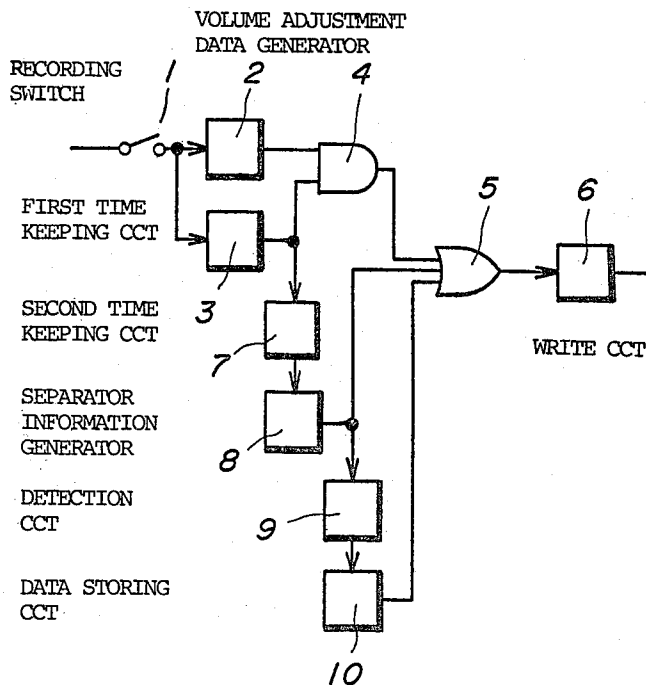 VOLUME ADJUSTMENT
DATA GENERATOR
RECORDING
SWITCH
1
2
4
FIRST TIME
KEEPING CCT
3
5
6
SECOND TIME
KEEPING CCT
7
WRITE CCT
SEPARATOR
INFORMATION
GENERATOR
8
DETECTION
CCT
9
DATA STORING
CCT
10